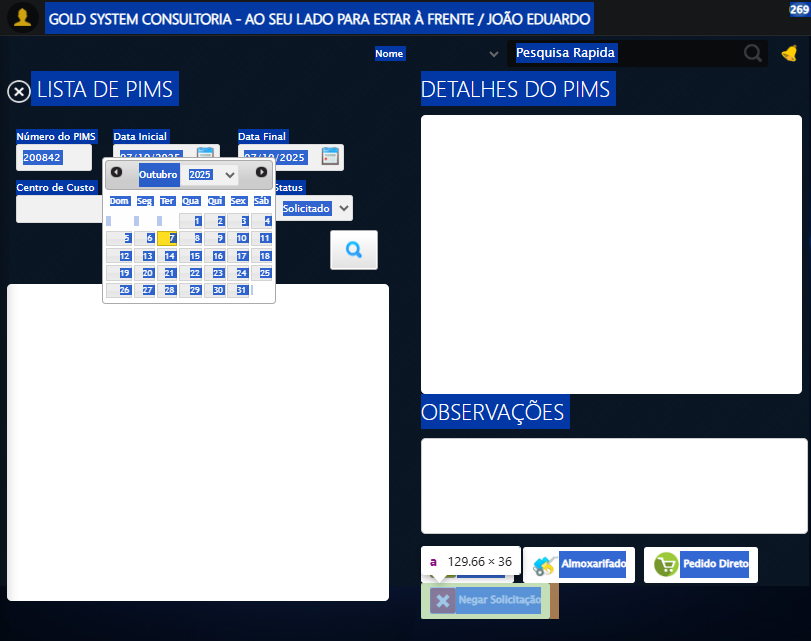 GOLD SYSTEM CONSULTORIA - AO SEU LADO PARA ESTAR À FRENTE / JOÃO EDUARDO
269
Nome
Pesquisa Rapida
LISTA DE PIMS
Número do PIMS
Data Inicial
Data Final
200842
07/10/2025
07/10/2025
Centro de Custo
Status
Solicitado
Outubro 2025
Dom Seg Ter Qua Qui Sex Sáb
1 2 3 4
5 6 7 8 9 10 11
12 13 14 15 16 17 18
19 20 21 22 23 24 25
26 27 28 29 30 31
DETALHES DO PIMS
OBSERVAÇÕES
a 129.66 × 36
Almoxarifado
Pedido Direto
Negar Solicitação